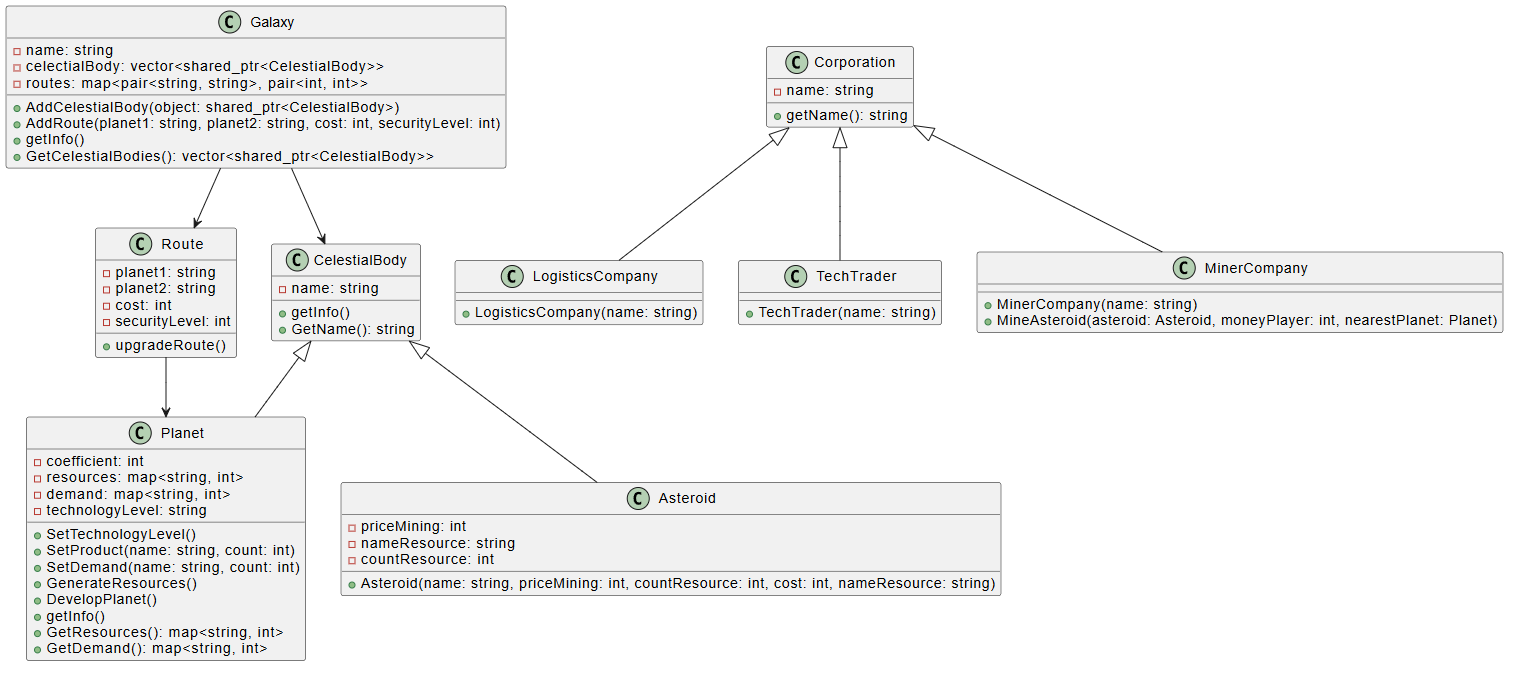 C Galaxy
name: string
celectialBody: vector<shared_ptr<CelestialBody>>
routes: map<pair<string, string>, pair<int, int>>
AddCelestialBody(object: shared_ptr<CelestialBody>)
AddRoute(planet1: string, planet2: string, cost: int, securityLevel: int)
getInfo()
GetCelestialBodies(): vector<shared_ptr<CelestialBody>>
C Corporation
name: string
getName(): string
C Route
planet1: string
planet2: string
cost: int
securityLevel: int
upgradeRoute()
C CelestialBody
name: string
getInfo()
GetName(): string
C LogisticsCompany
LogisticsCompany(name: string)
C TechTrader
TechTrader(name: string)
C MinerCompany
MinerCompany(name: string)
MineAsteroid(asteroid: Asteroid, moneyPlayer: int, nearestPlanet: Planet)
C Planet
coefficient: int
resources: map<string, int>
demand: map<string, int>
technologyLevel: string
SetTechnologyLevel()
SetProduct(name: string, count: int)
SetDemand(name: string, count: int)
GenerateResources()
DevelopPlanet()
getInfo()
GetResources(): map<string, int>
GetDemand(): map<string, int>
C Asteroid
priceMining: int
nameResource: string
countResource: int
Asteroid(name: string, priceMining: int, countResource: int, cost: int, nameResource: string)